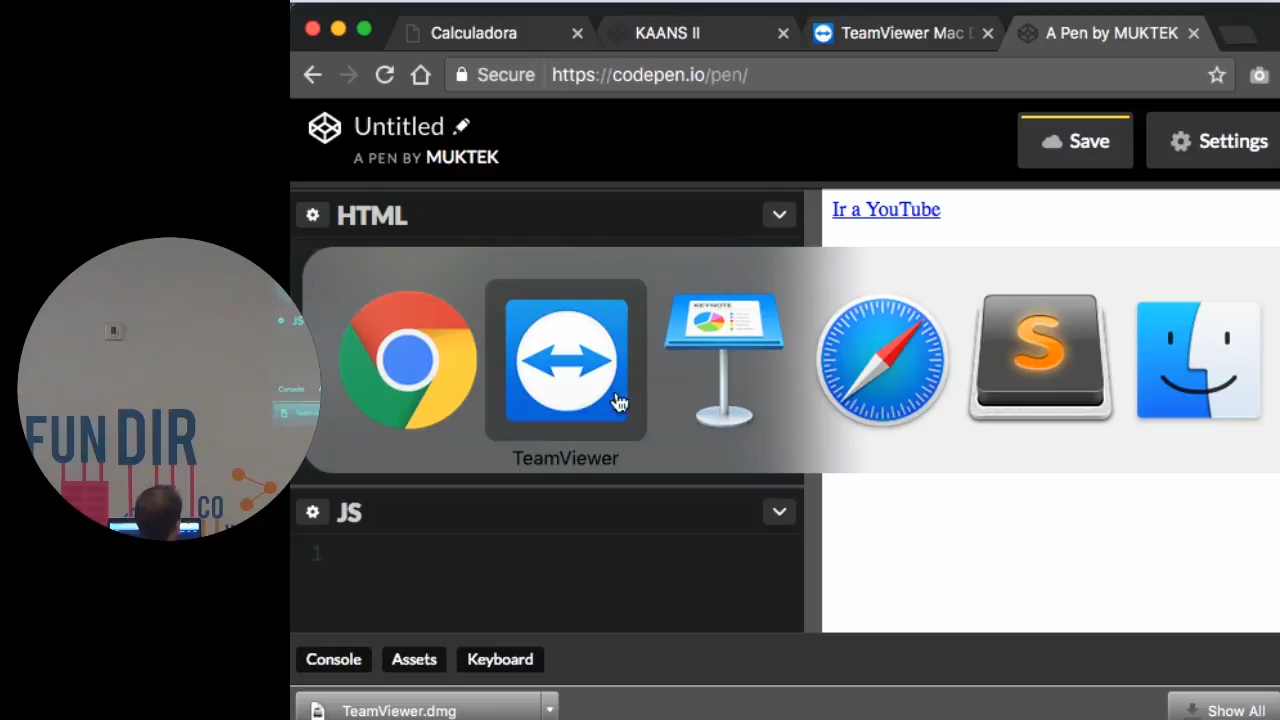 Calculadora
KAANS II
TeamViewer Mac
A Pen by MUKTEK
Secure https://codepen.io/pen/
Untitled
A PEN BY MUKTEK
Save
Settings
HTML
Ir a YouTube
KEYNOTE
S
TeamViewer
JS
1
Console
Assets
Keyboard
TeamViewer.dmg
Show All
JS
Console
FUN DIR
CO